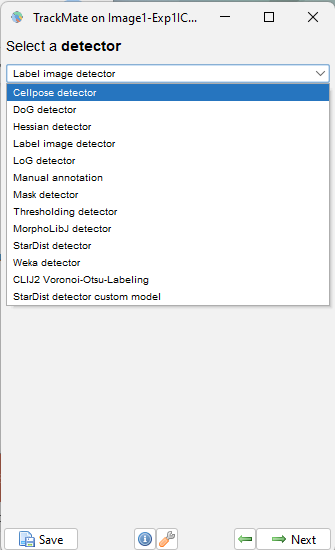 TrackMate on Image1-Exp1IC...
Select a detector
Label image detector
Cellpose detector
DoG detector
Hessian detector
Label image detector
LoG detector
Manual annotation
Mask detector
Thresholding detector
MorphoLibJ detector
StarDist detector
Weka detector
CLIJ2 Voronoi-Otsu-Labeling
StarDist detector custom model
Save
Next